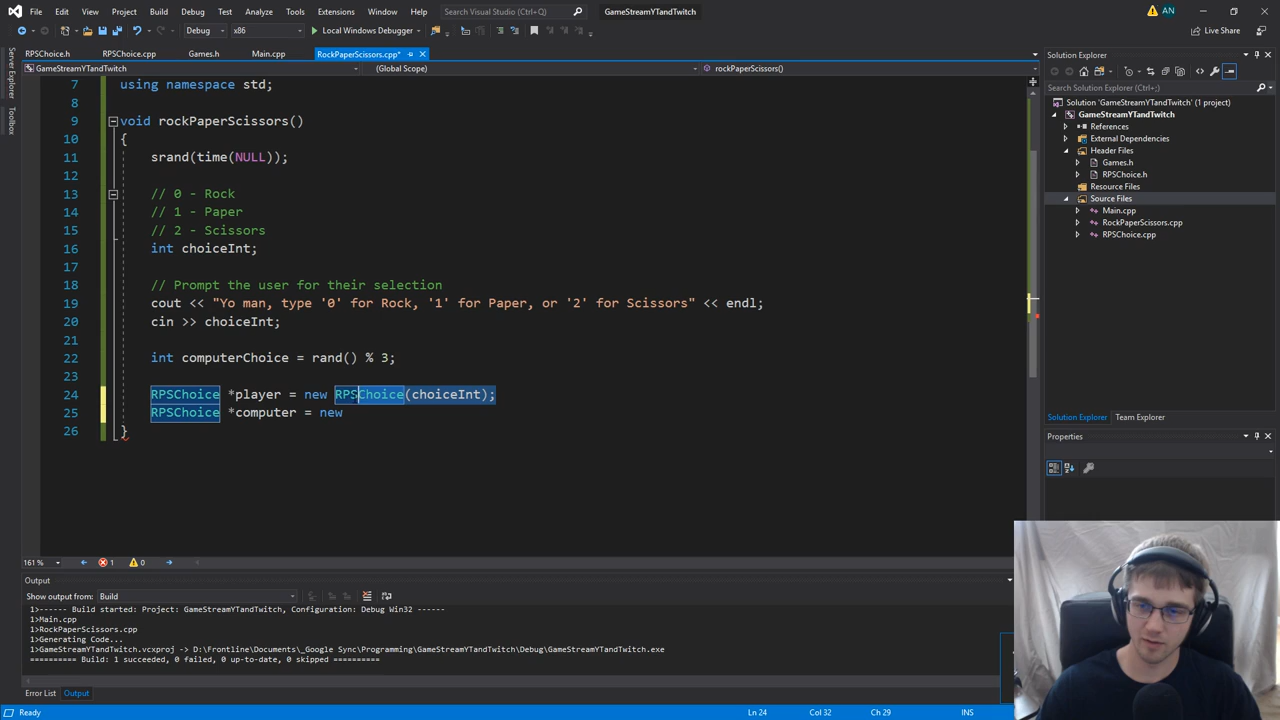 File Edit View Project Build Debug Test Analyze Tools Extensions Window Help Search Visual Studio (Ctrl+Q) GameStreamYTandTwitch AN
Debug x86 Local Windows Debugger Live Share
RPSChoice.h RPSChoice.cpp Games.h Main.cpp RockPaperScissors.cpp*
GameStreamYTandTwitch (Global Scope) rockPaperScissors()
Server Explorer
Toolbox
7 using namespace std;
8
9 void rockPaperScissors()
10 {
11 srand(time(NULL));
12
13 // 0 - Rock
14 // 1 - Paper
15 // 2 - Scissors
16 int choiceInt;
17
18 // Prompt the user for their selection
19 cout << "Yo man, type '0' for Rock, '1' for Paper, or '2' for Scissors" << endl;
20 cin >> choiceInt;
21
22 int computerChoice = rand() % 3;
23
24 RPSChoice *player = new RPSChoice(choiceInt);
25 RPSChoice *computer = new
26 }
161 % 1 0
Output
Show output from: Build
1>------ Build started: Project: GameStreamYTandTwitch, Configuration: Debug Win32 ------
1>Main.cpp
1>RockPaperScissors.cpp
1>Generating Code...
1>GameStreamYTandTwitch.vcxproj -> D:\Frontline\Documents\_Google Sync\Programming\GameStreamYTandTwitch\Debug\GameStreamYTandTwitch.exe
========== Build: 1 succeeded, 0 failed, 0 up-to-date, 0 skipped ==========
Error List Output
Ready Ln 24 Col 32 Ch 29 INS
Solution Explorer
Search Solution Explorer (Ctrl+;)
Solution 'GameStreamYTandTwitch' (1 project)
GameStreamYTandTwitch
References
External Dependencies
Header Files
Games.h
RPSChoice.h
Resource Files
Source Files
Main.cpp
RockPaperScissors.cpp
RPSChoice.cpp
Solution Explorer Team Explorer
Properties